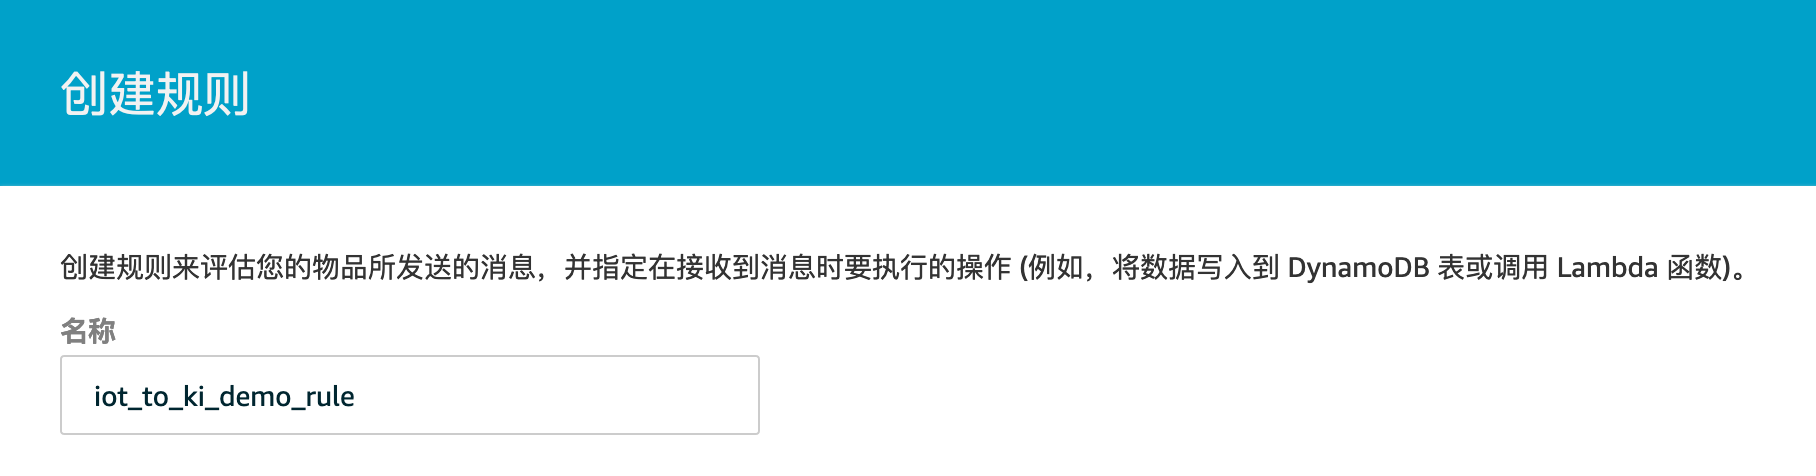 创建规则
创建规则来评估您的物品所发送的消息，并指定在接收到消息时要执行的操作 (例如，将数据写入到 DynamoDB 表或调用 Lambda 函数)。
名称
iot_to_ki_demo_rule